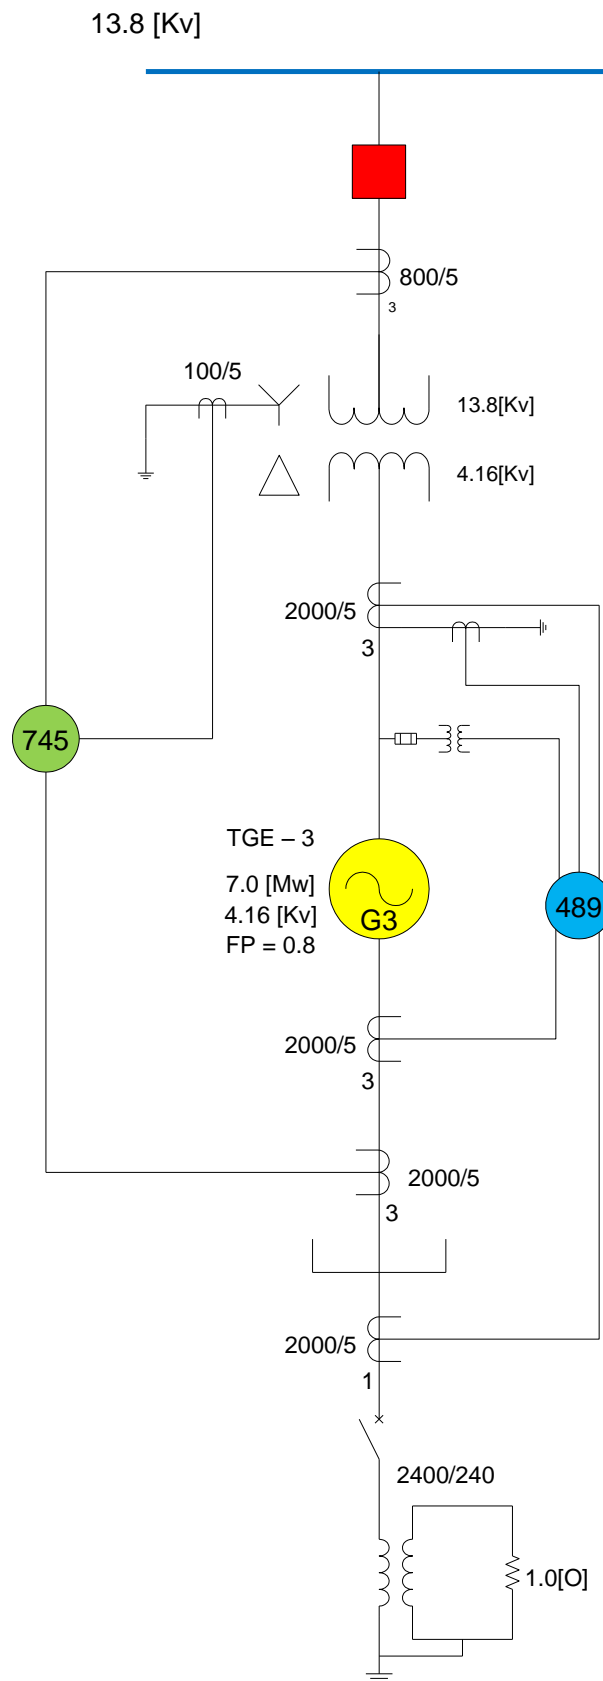 13.8 [Kv]
800/5
3
100/5
13.8[Kv]
4.16[Kv]
2000/5
3
745
TGE – 3
7.0 [Mw]
4.16 [Kv]
FP = 0.8
G3
489
2000/5
3
2000/5
3
2000/5
1
2400/240
1.0[O]